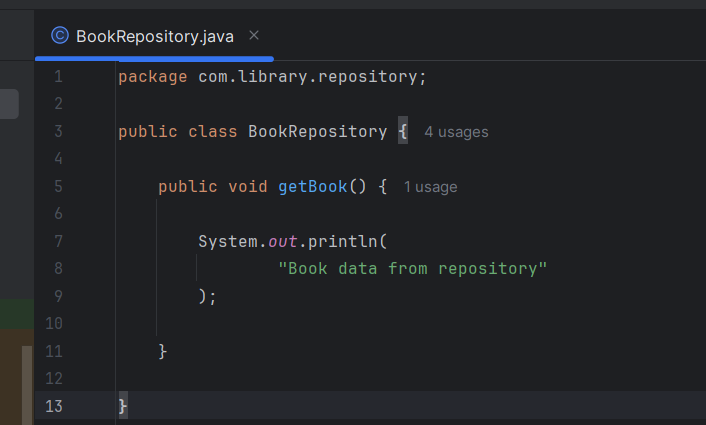 BookRepository.java
1 package com.library.repository;
2
3 public class BookRepository { 4 usages
4
5 public void getBook() { 1 usage
6
7 System.out.println(
8 "Book data from repository"
9 );
10
11 }
12
13 }